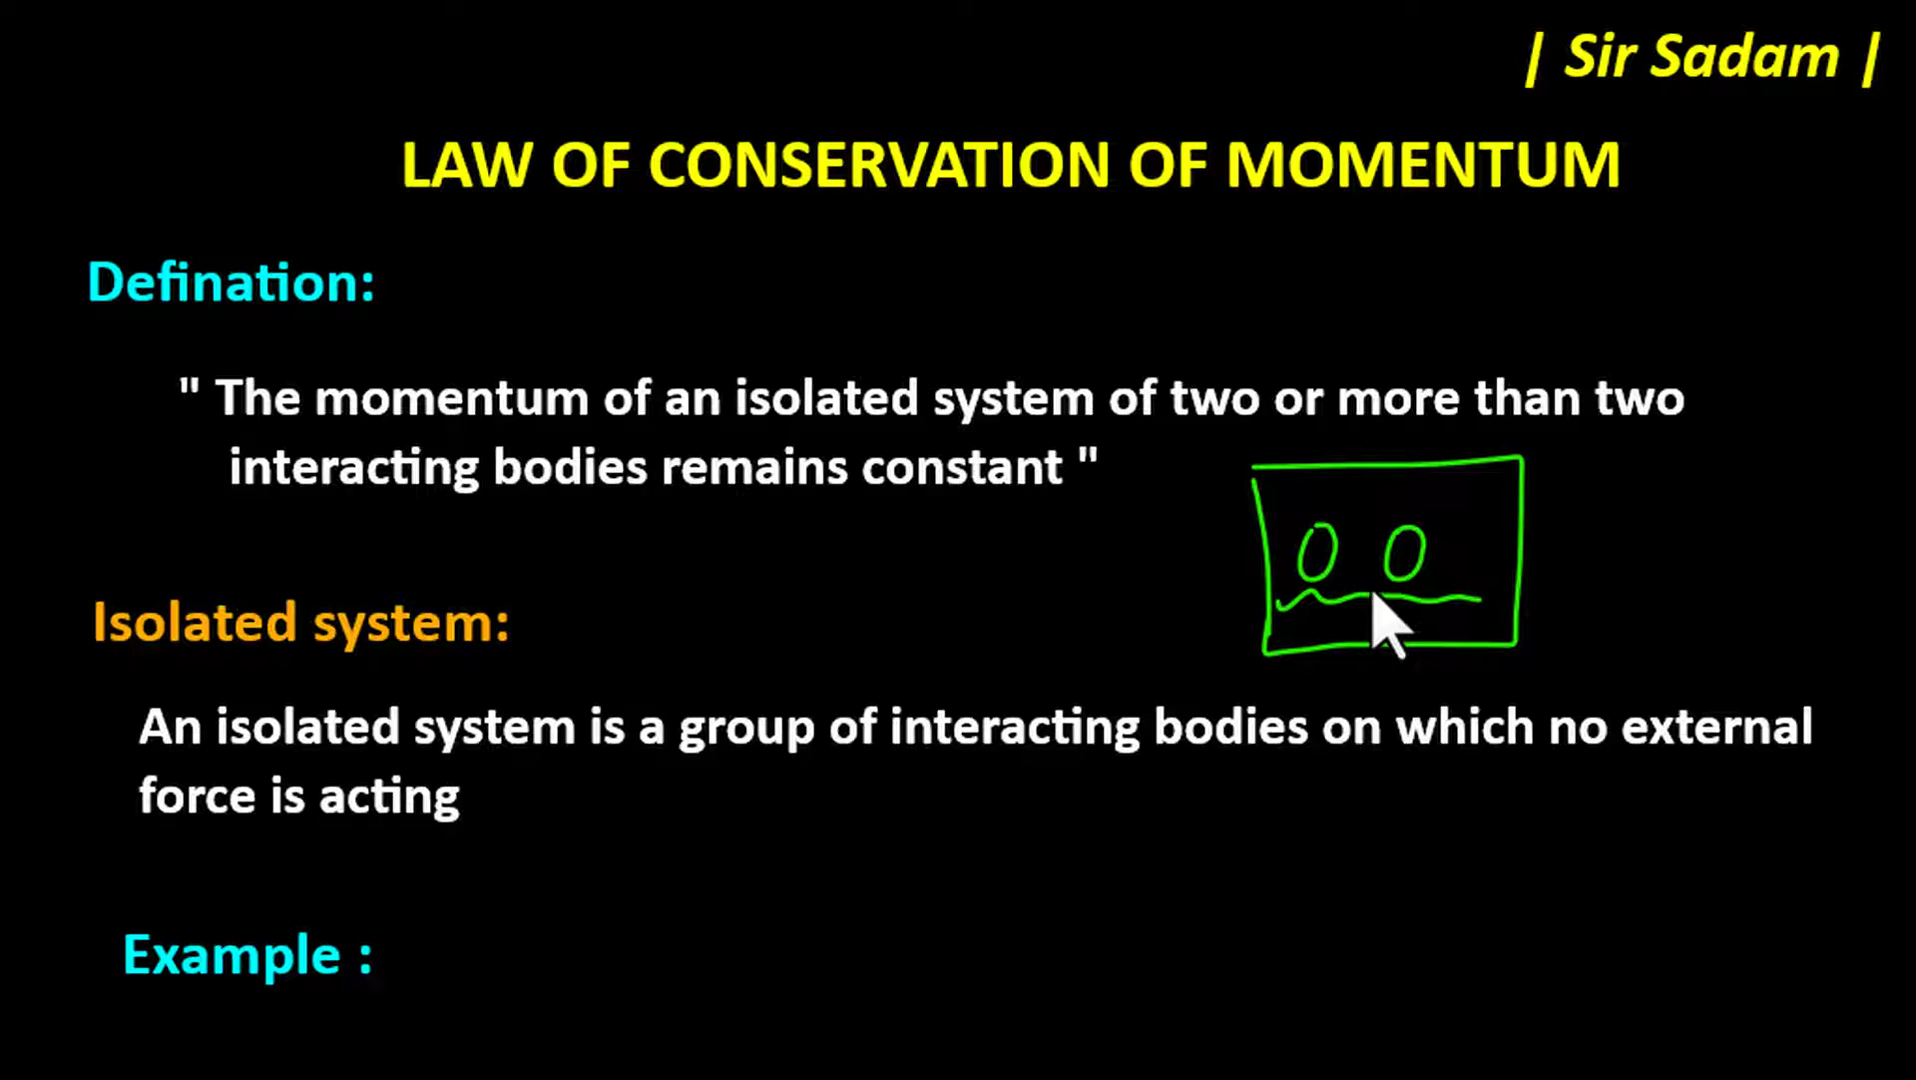 | Sir Sadam |
LAW OF CONSERVATION OF MOMENTUM
Defination:
" The momentum of an isolated system of two or more than two
interacting bodies remains constant "
Isolated system:
An isolated system is a group of interacting bodies on which no external
force is acting
Example :